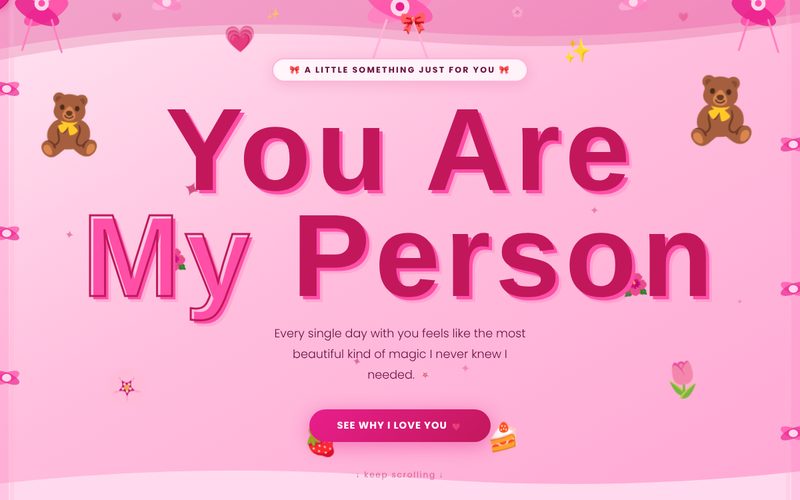 🎀 A LITTLE SOMETHING JUST FOR YOU 🎀
You Are
My Person
Every single day with you feels like the most
beautiful kind of magic I never knew I
needed.
SEE WHY I LOVE YOU 💗
↓ keep scrolling ↓